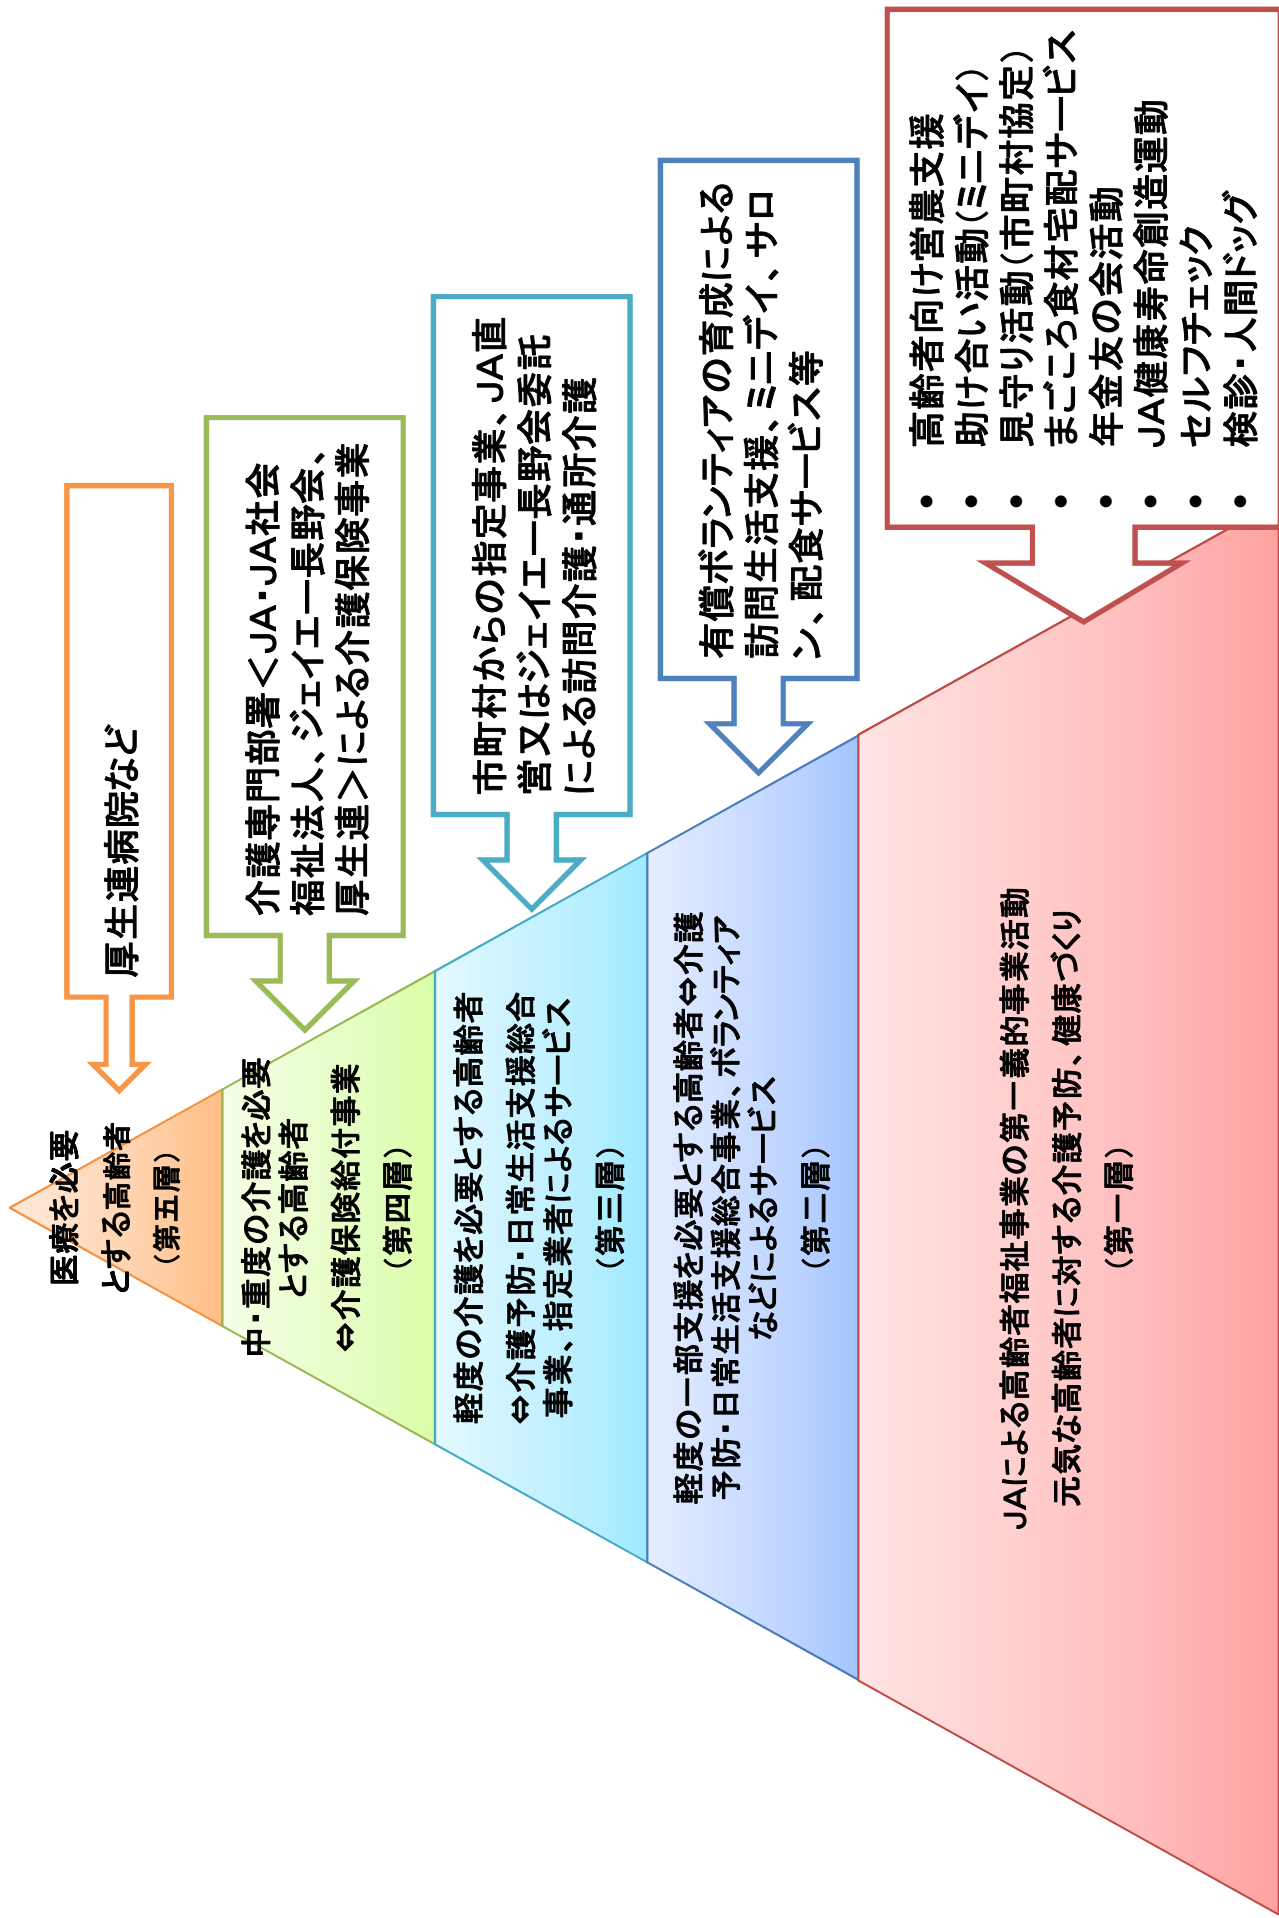 医療を必要
とする高齢者
（第五層）
厚生連病院など
中・重度の介護を必要
とする高齢者
⇔介護保険給付事業
（第四層）
介護専門部署＜JA・JA社会
福祉法人、ジェイエー長野会、
厚生連＞による介護保険事業
軽度の介護を必要とする高齢者
⇔介護予防・日常生活支援総合
事業、指定業者によるサービス
（第三層）
市町村からの指定事業、JA直
営又はジェイエー長野会委託
による訪問介護・通所介護
軽度の一部支援を必要とする高齢者⇔介護
予防・日常生活支援総合事業、ボランティア
などによるサービス
（第二層）
有償ボランティアの育成による
訪問生活支援、ミニデイ、サロ
ン、配食サービス等
JAによる高齢者福祉事業の第一義的事業活動
元気な高齢者に対する介護予防、健康づくり
（第一層）
• 高齢者向け営農支援
• 助け合い活動（ミニデイ）
• 見守り活動（市町村協定）
• まごころ食材宅配サービス
• 年金友の会活動
• JA健康寿命創造運動
• セルフチェック
• 検診・人間ドッグ